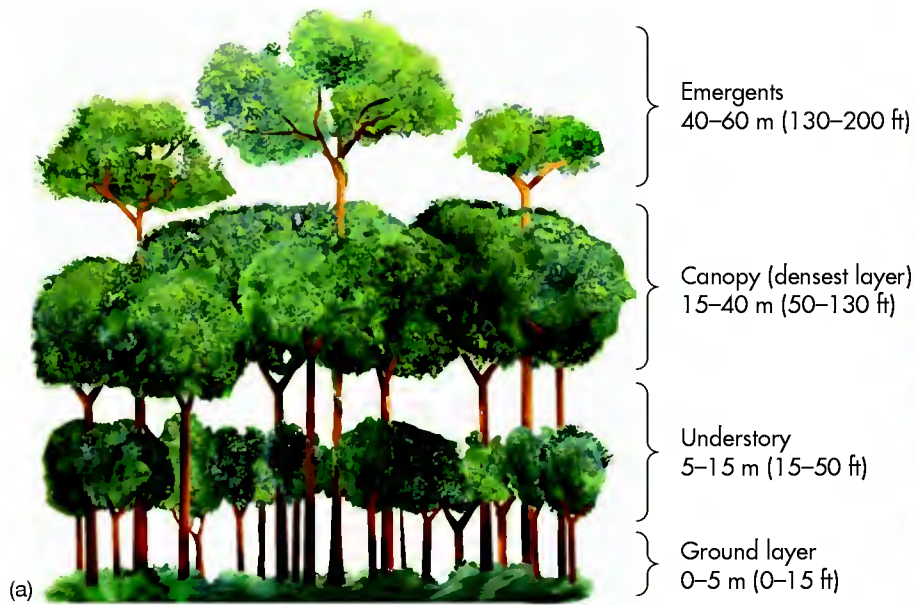 Emergents
40–60 m (130–200 ft)
Canopy (densest layer)
15–40 m (50–130 ft)
Understory
5–15 m (15–50 ft)
Ground layer
0–5 m (0–15 ft)
(a)